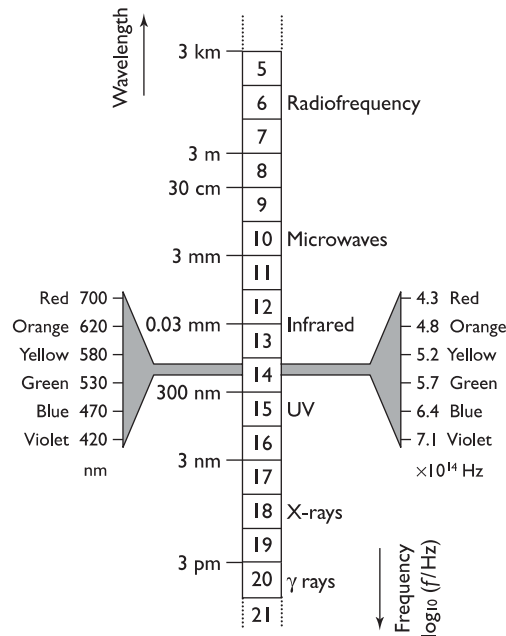 Wavelength
3 km
5
6 Radiofrequency
7
3 m
8
30 cm
9
10 Microwaves
3 mm
11
12
0.03 mm Infrared
13
14
300 nm
15 UV
16
3 nm
17
18 X-rays
19
3 pm
20 γ rays
21
Red 700
Orange 620
Yellow 580
Green 530
Blue 470
Violet 420
nm
4.3 Red
4.8 Orange
5.2 Yellow
5.7 Green
6.4 Blue
7.1 Violet
×10¹⁴ Hz
Frequency
log₁₀ (f/Hz)